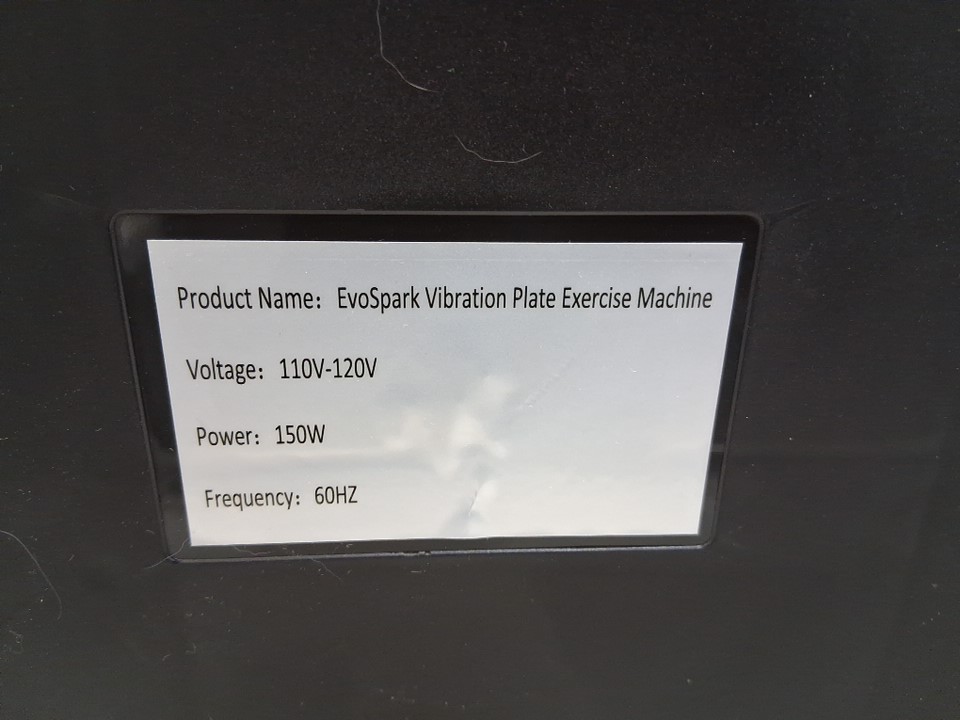 Product Name： EvoSpark Vibration Plate Exercise Machine
Voltage： 110V-120V
Power： 150W
Frequency： 60HZ